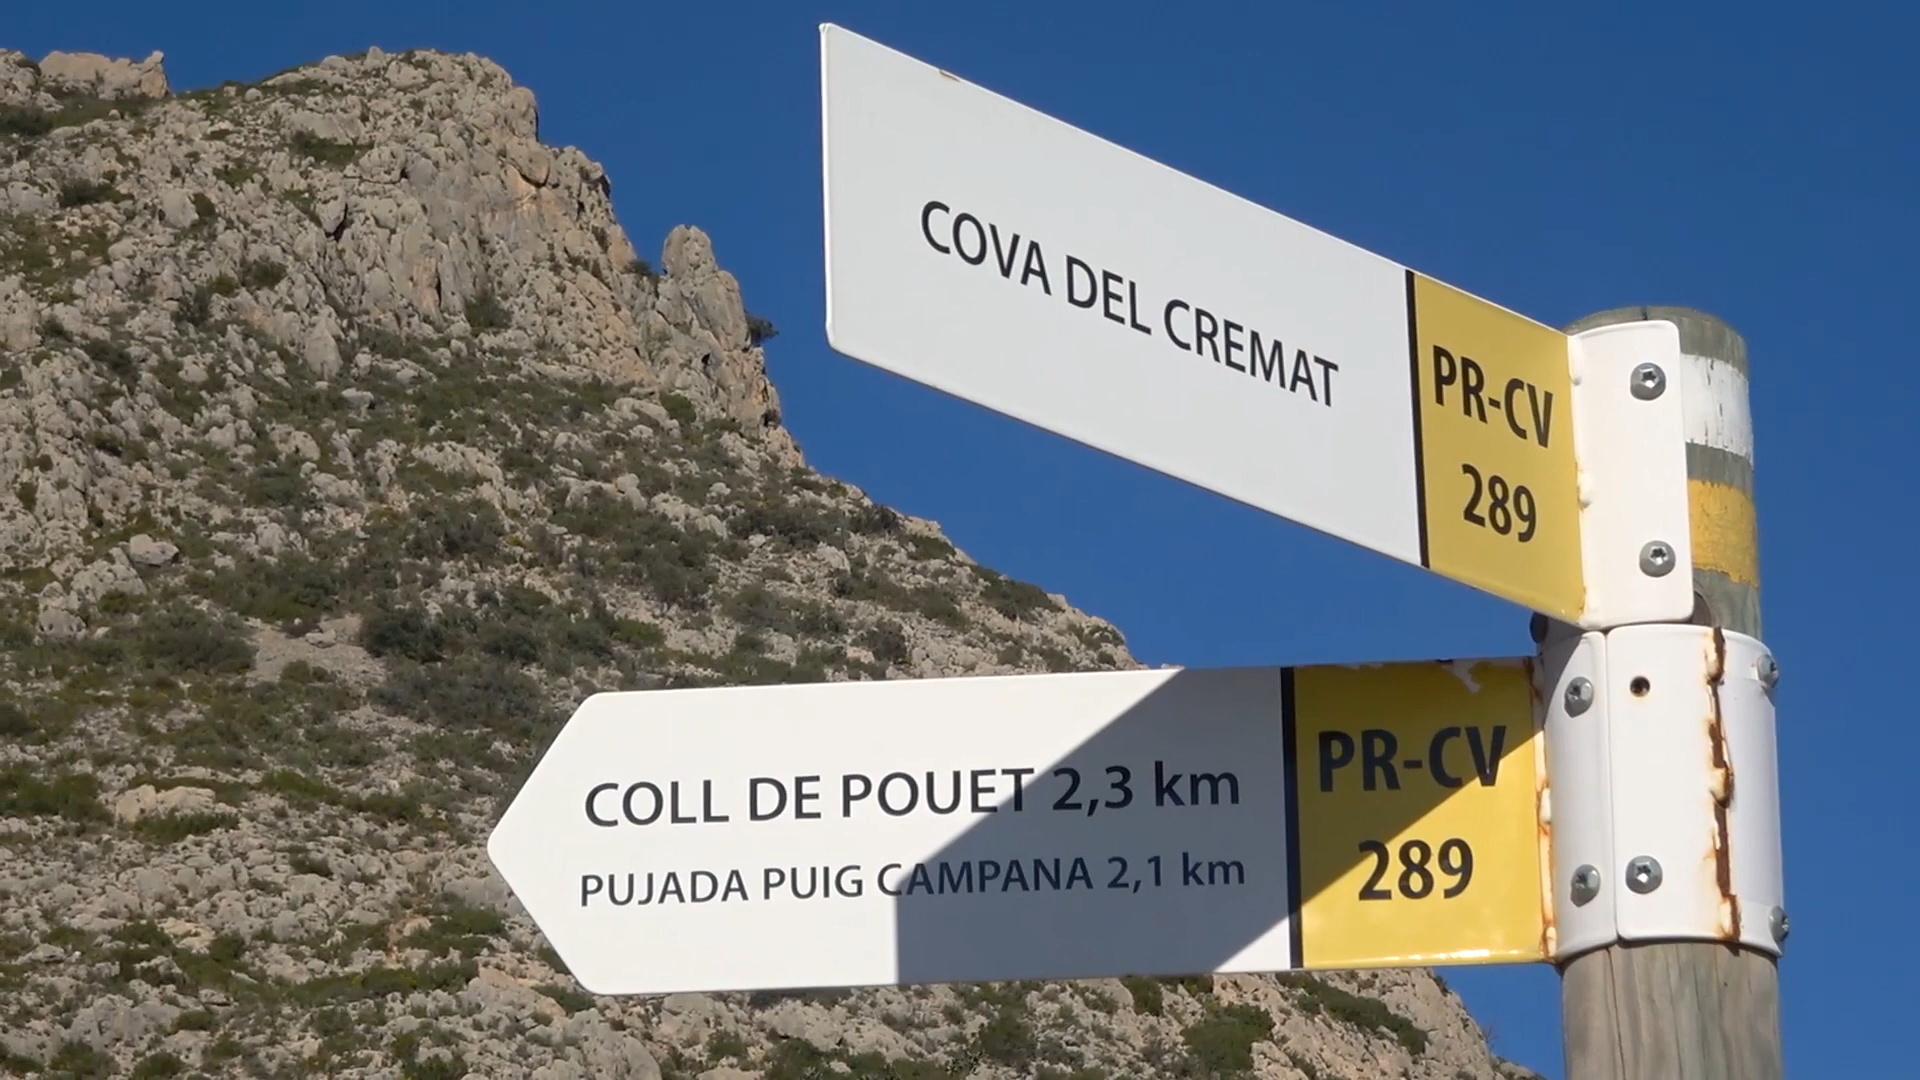 COVA DEL CREMAT
PR-CV
289
COLL DE POUET 2,3 km
PUJADA PUIG CAMPANA 2,1 km
PR-CV
289